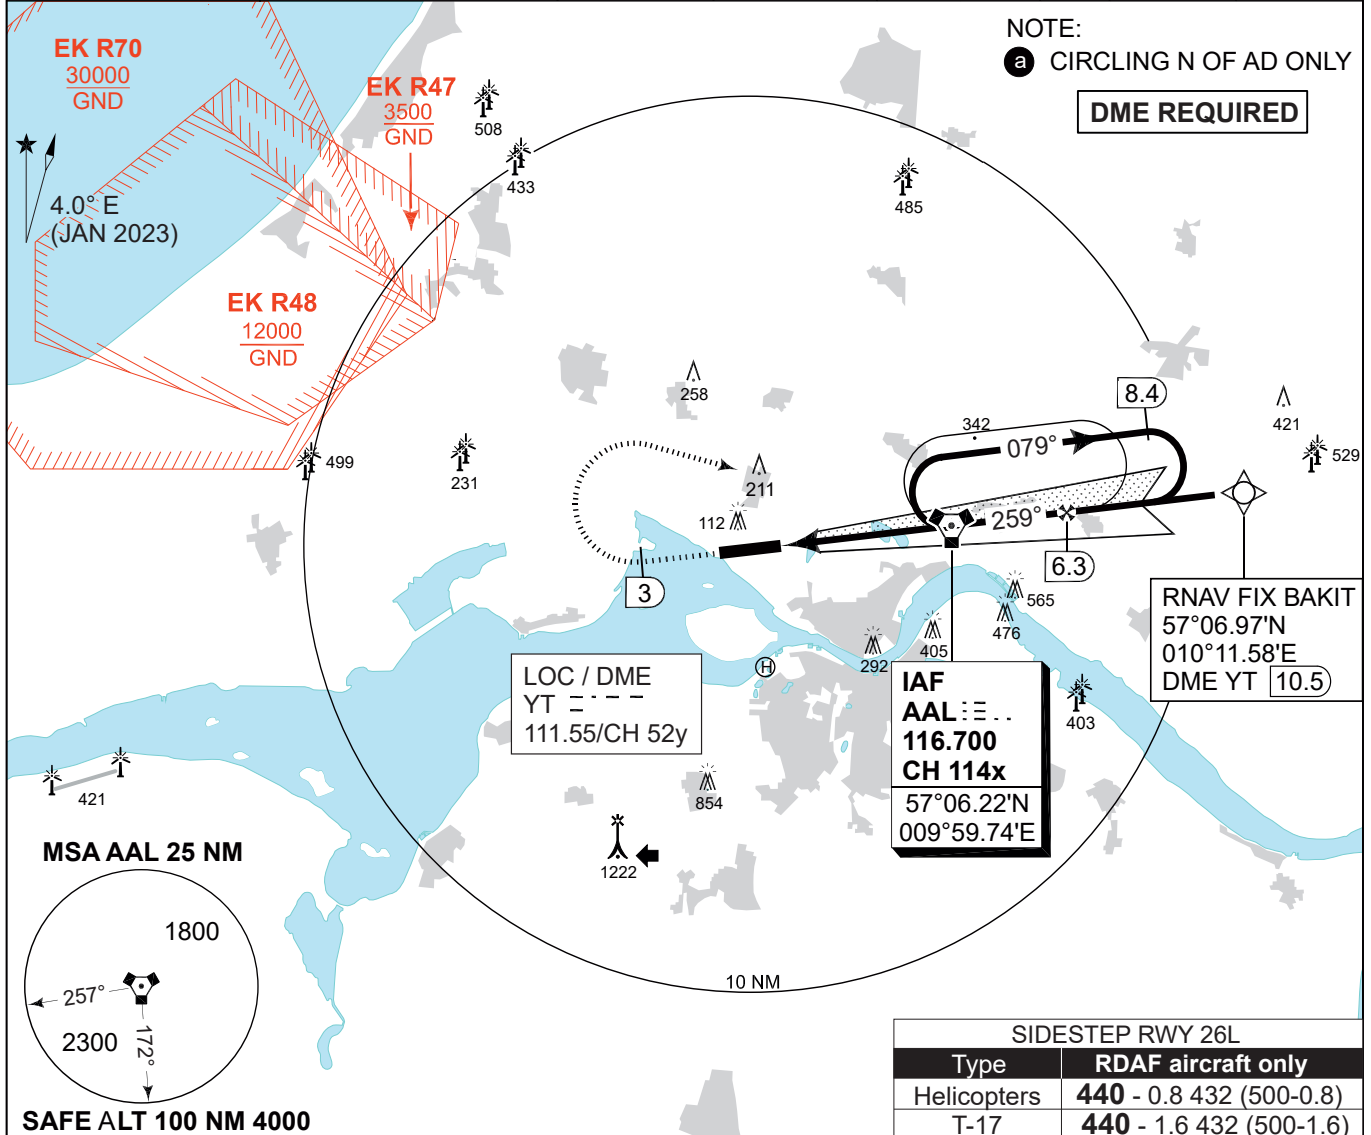 NOTE:
a CIRCLING N OF AD ONLY
DME REQUIRED
EK R70
30000
GND
EK R47
3500
GND
508
433
485
4.0° E
(JAN 2023)
EK R48
12000
GND
258
342
079°
8.4
421
529
499
231
211
112
259°
6.3
3
565
476
405
292
RNAV FIX BAKIT
57°06.97'N
010°11.58'E
DME YT 10.5
LOC / DME
YT
111.55/CH 52y
H
IAF
AAL
116.700
CH 114x
57°06.22'N
009°59.74'E
403
421
854
1222
MSA AAL 25 NM
1800
257°
2300
172°
SAFE ALT 100 NM 4000
10 NM
SIDESTEP RWY 26L
Type RDAF aircraft only
Helicopters 440 - 0.8 432 (500-0.8)
T-17 440 - 1.6 432 (500-1.6)